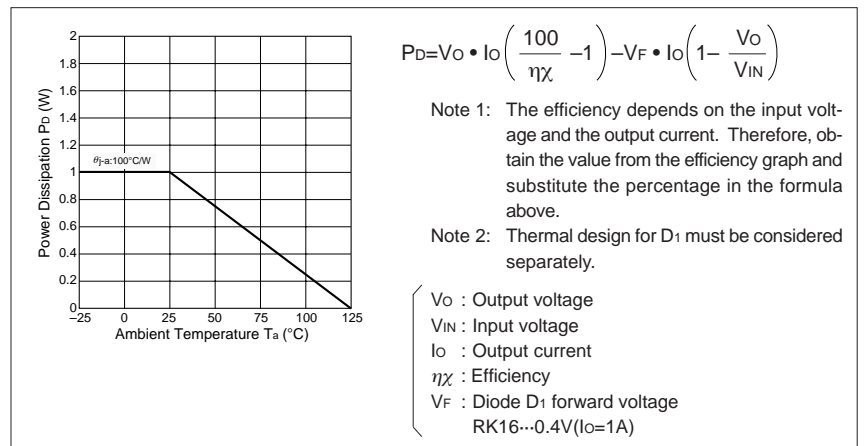 2
1.8
1.6
1.4
1.2
1
0.8
0.6
0.4
0.2
0
–25 0 25 50 75 100 125
Power Dissipation PD (W)
θj-a:100°C/W
Ambient Temperature Ta (°C)
PD=VO • IO ( 100 / ηχ –1 ) –VF • IO ( 1– VO / VIN )
Note 1: The efficiency depends on the input volt-
age and the output current. Therefore, ob-
tain the value from the efficiency graph and
substitute the percentage in the formula
above.
Note 2: Thermal design for D1 must be considered
separately.
VO : Output voltage
VIN : Input voltage
IO : Output current
ηχ : Efficiency
VF : Diode D1 forward voltage
RK16···0.4V(IO=1A)